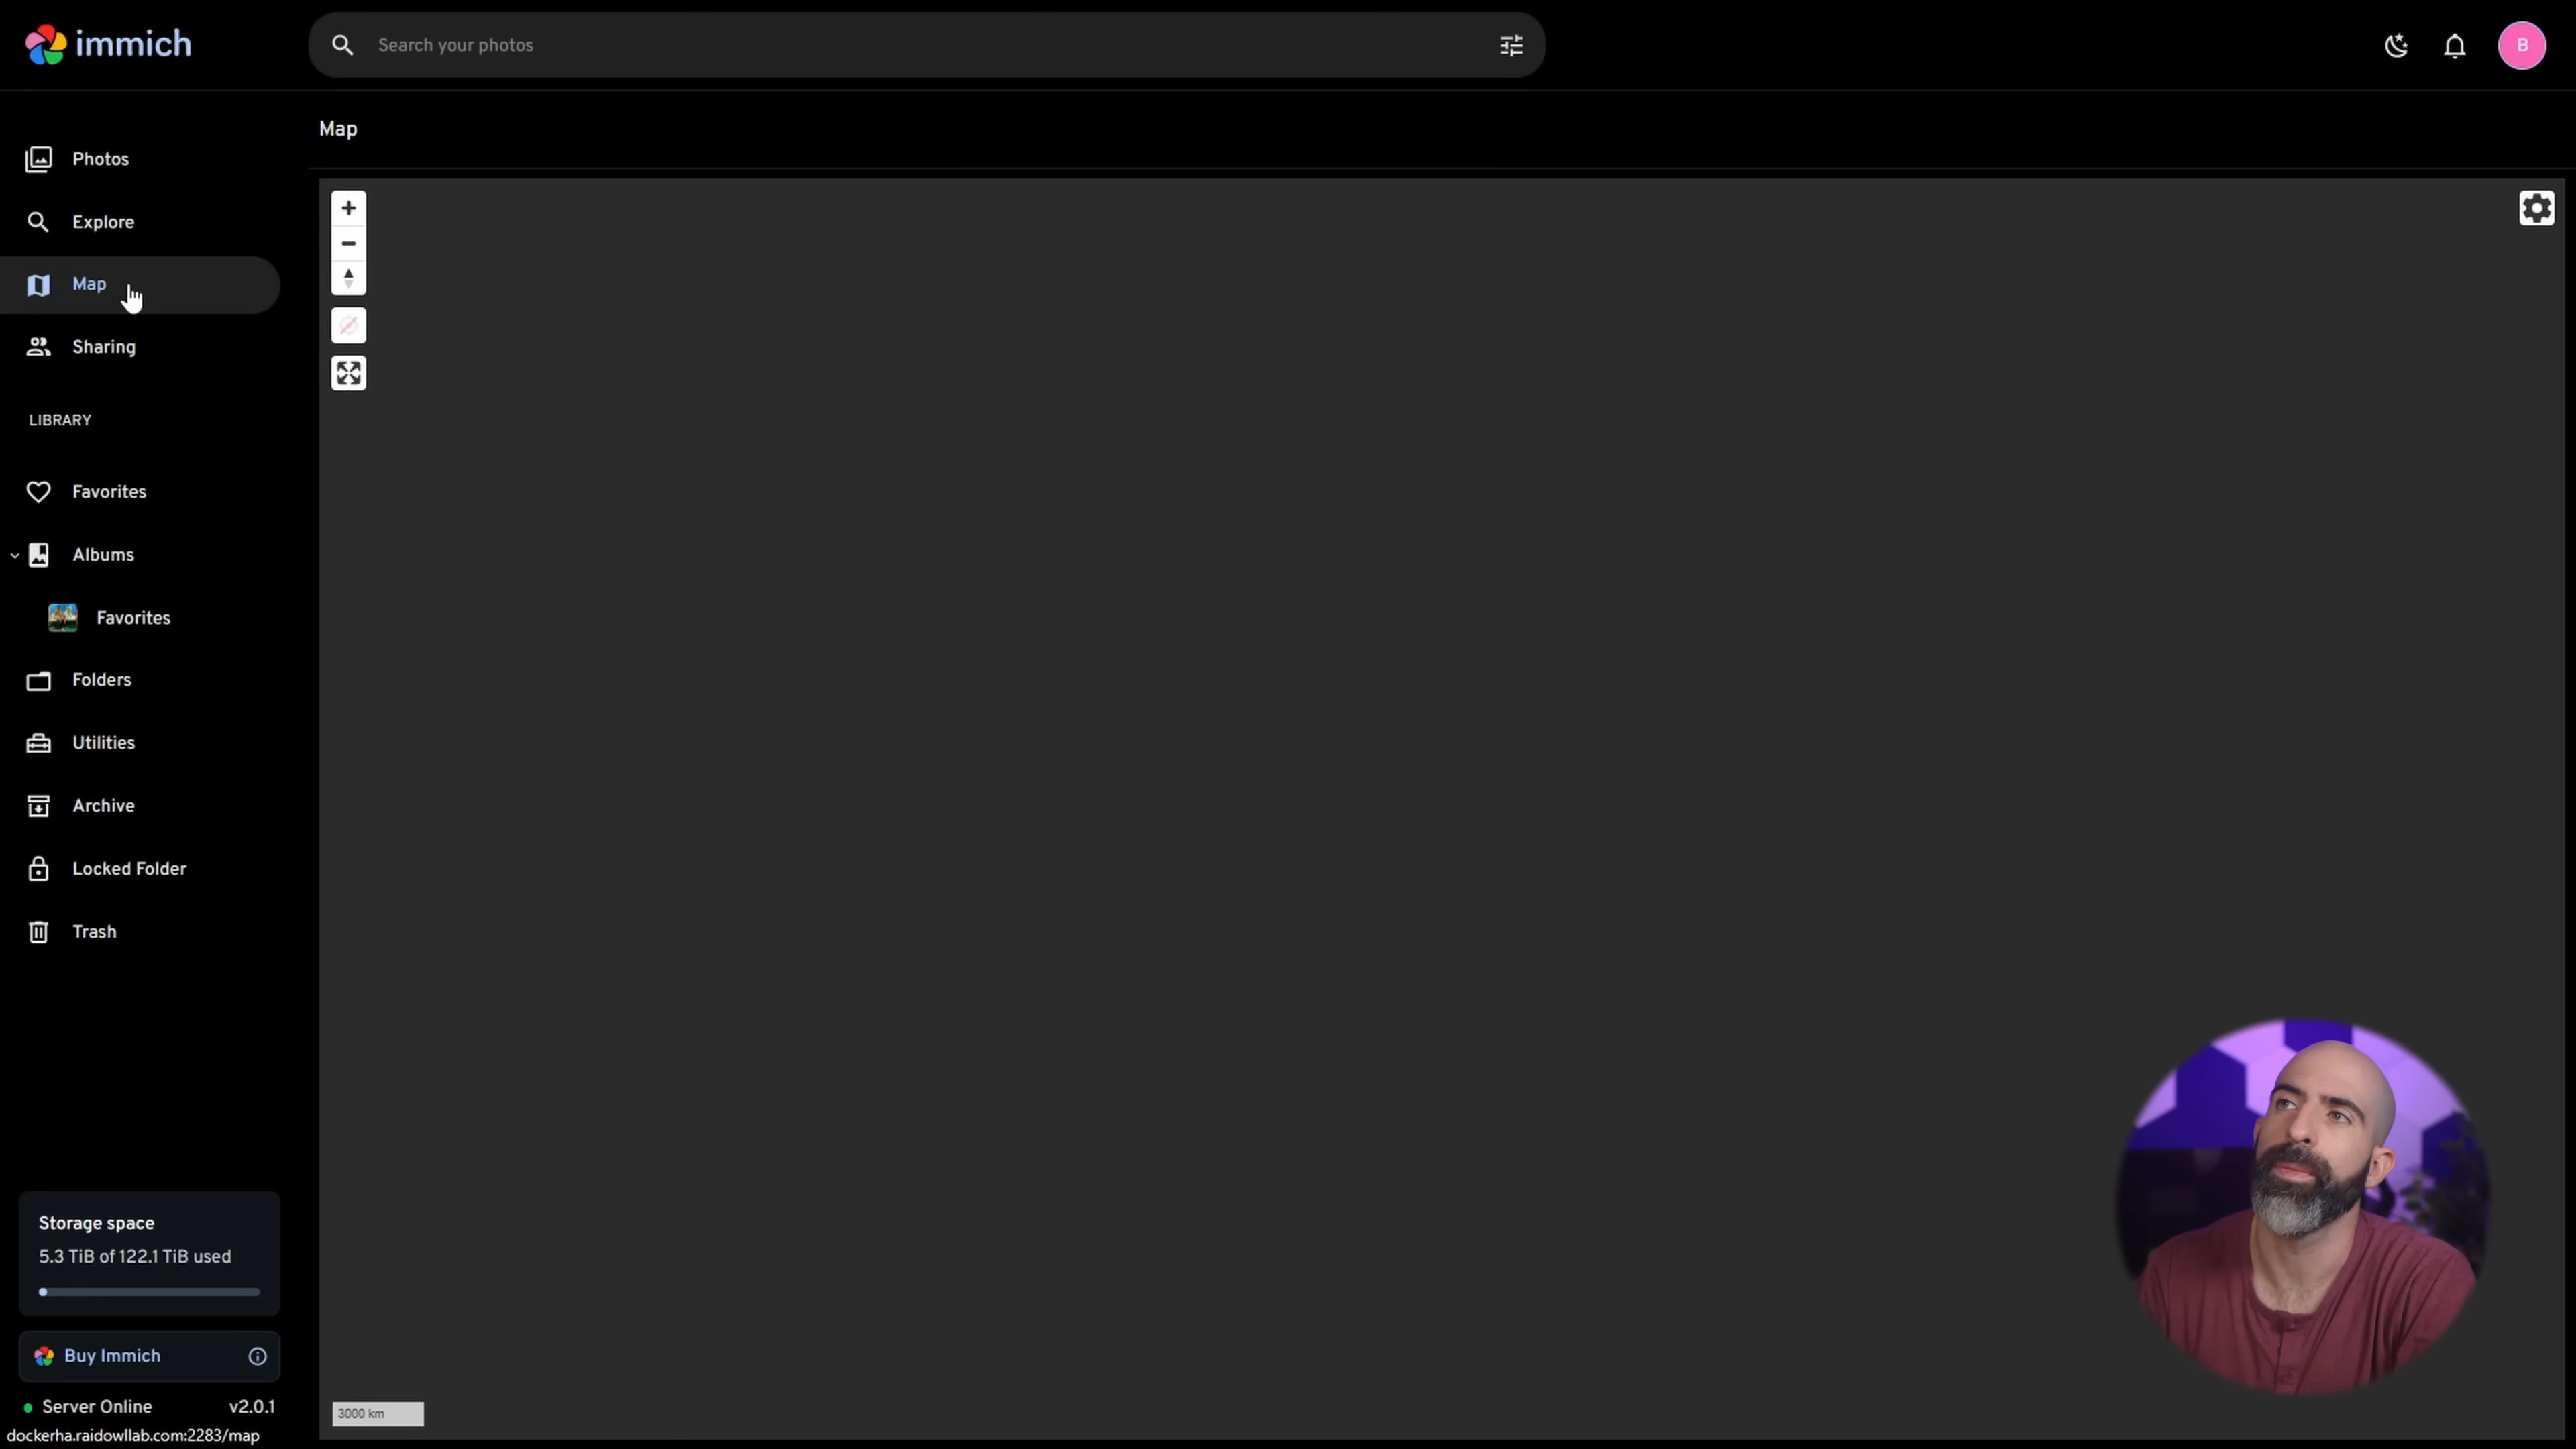 immich
Search your photos
B
Map
Photos
Explore
Map
Sharing
LIBRARY
Favorites
Albums
Favorites
Folders
Utilities
Archive
Locked Folder
Trash
Storage space
5.3 TiB of 122.1 TiB used
Buy Immich
Server Online v2.0.1
dockerha.raidowllab.com:2283/map
3000 km